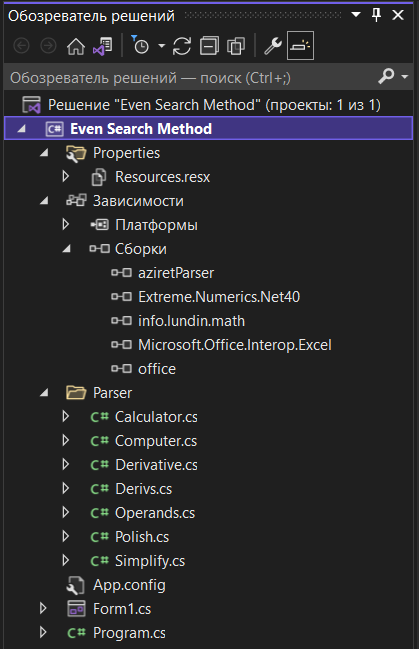 Обозреватель решений
Обозреватель решений — поиск (Ctrl+;)
Решение "Even Search Method" (проекты: 1 из 1)
C# Even Search Method
Properties
Resources.resx
Зависимости
Платформы
Сборки
aziretParser
Extreme.Numerics.Net40
info.lundin.math
Microsoft.Office.Interop.Excel
office
Parser
C# Calculator.cs
C# Computer.cs
C# Derivative.cs
C# Derivs.cs
C# Operands.cs
C# Polish.cs
C# Simplify.cs
App.config
Form1.cs
C# Program.cs